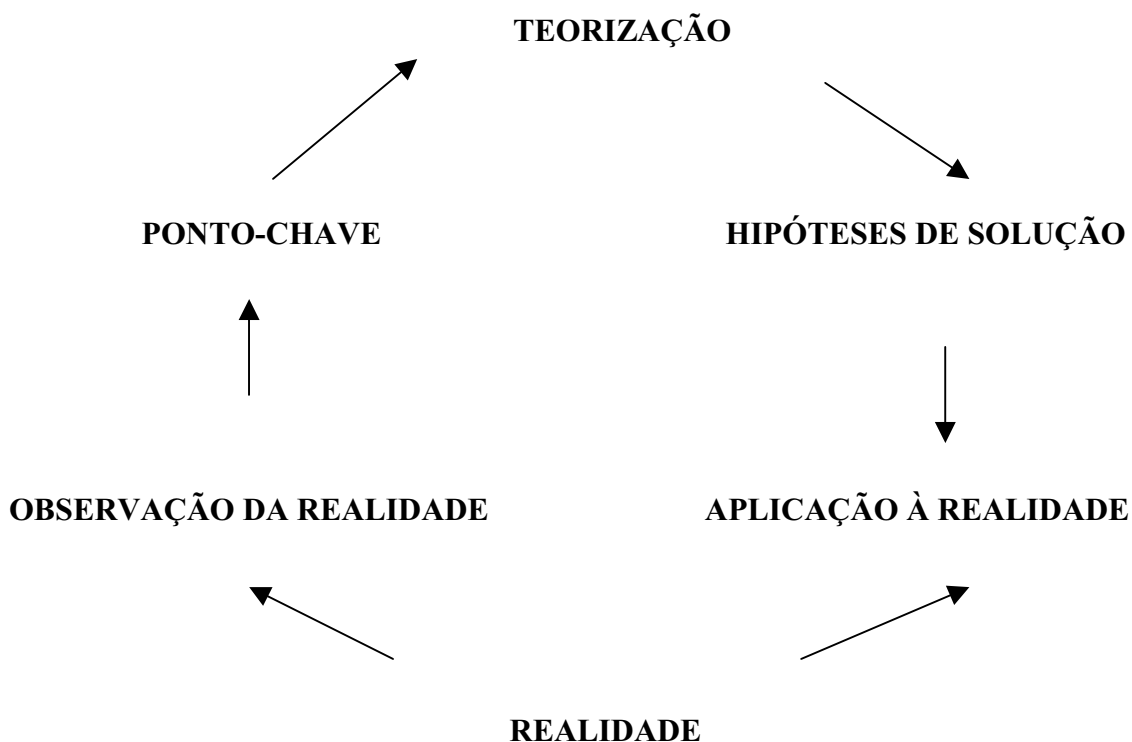 TEORIZAÇÃO
PONTO-CHAVE
HIPÓTESES DE SOLUÇÃO
OBSERVAÇÃO DA REALIDADE
APLICAÇÃO À REALIDADE
REALIDADE